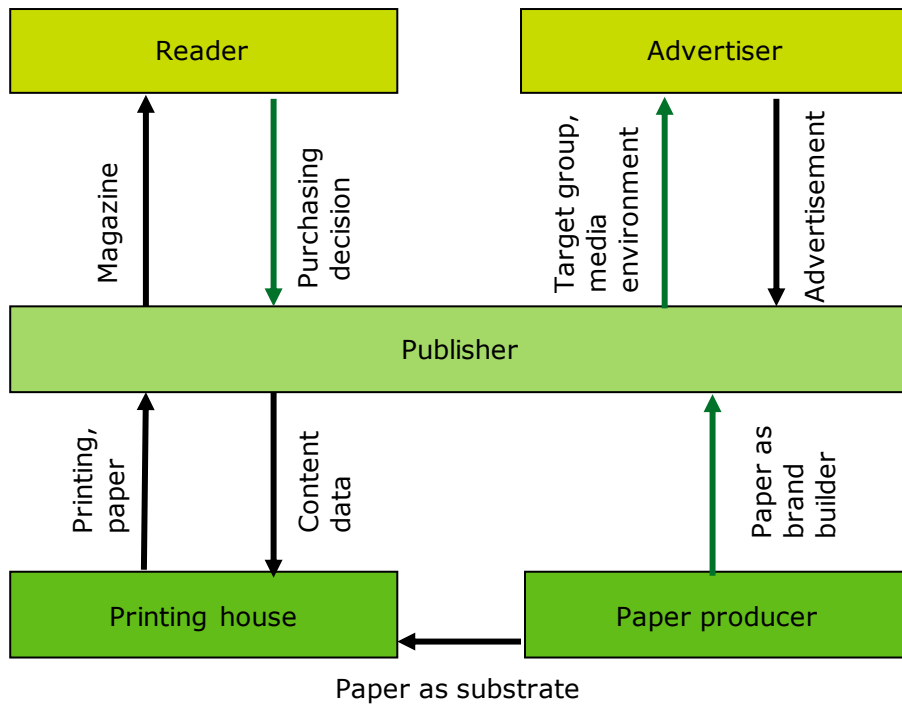 Reader
Advertiser
Magazine
Purchasing
decision
Target group,
media
environment
Advertisement
Publisher
Printing,
paper
Content
data
Paper as
brand
builder
Printing house
Paper producer
Paper as substrate